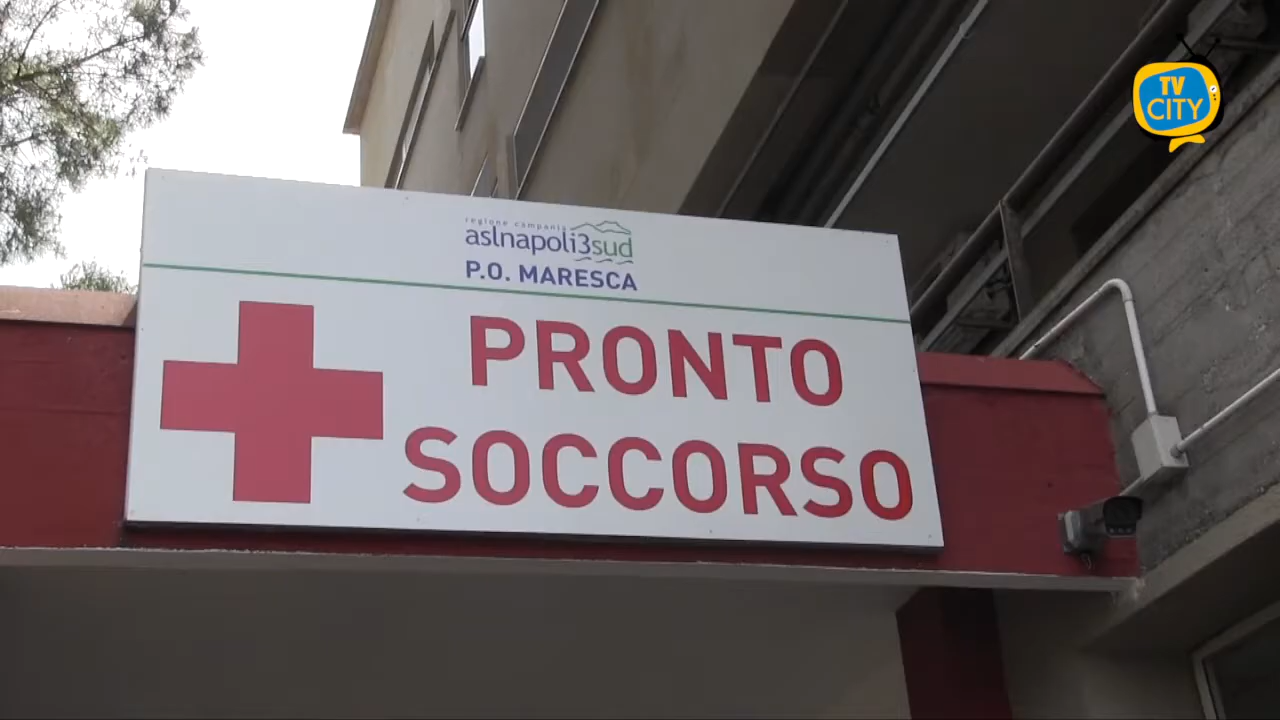 TV
CITY
regione campania
aslnapoli3sud
P.O. MARESCA
PRONTO
SOCCORSO